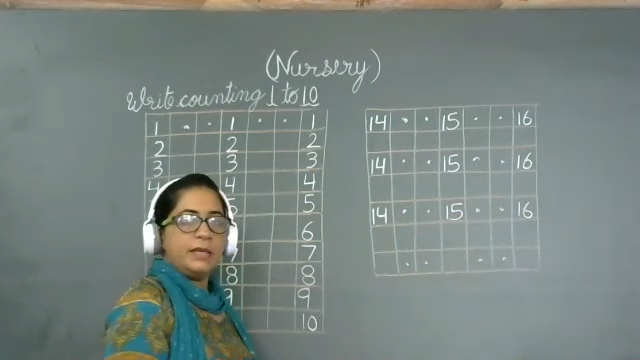 (Nursery)
Write counting 1 to 10
1 . . 1 . . 1
2 2 2
3 3 3
4 4 4
5
6
7
8 8
9 9
10
14 . . 15 . . 16
14 . . 15 . . 16
14 . . 15 . . 16
. . . .